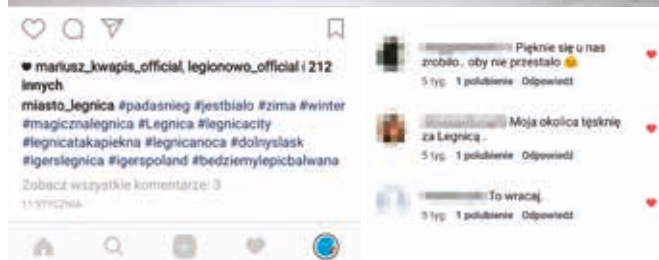 mariusz_kwapis_official, legionowo_official i 212
innych
miasto_legnica #padasnieg #jestbialo #zima #winter
#magicznalegnica #Legnica #legnicacity
#legnicatakapiekna #legnicanoca #dolnyslask
#igerslegnica #igerspoland #bedziemylepicbalwana
Zobacz wszystkie komentarze: 3
11 STYCZNIA
Pięknie się u nas
zrobiło.. oby nie przestało
5 tyg. 1 polubienie Odpowiedz
Moja okolica tęsknię
za Legnicą .
5 tyg. 1 polubienie Odpowiedz
To wracaj.
5 tyg. 1 polubienie Odpowiedz